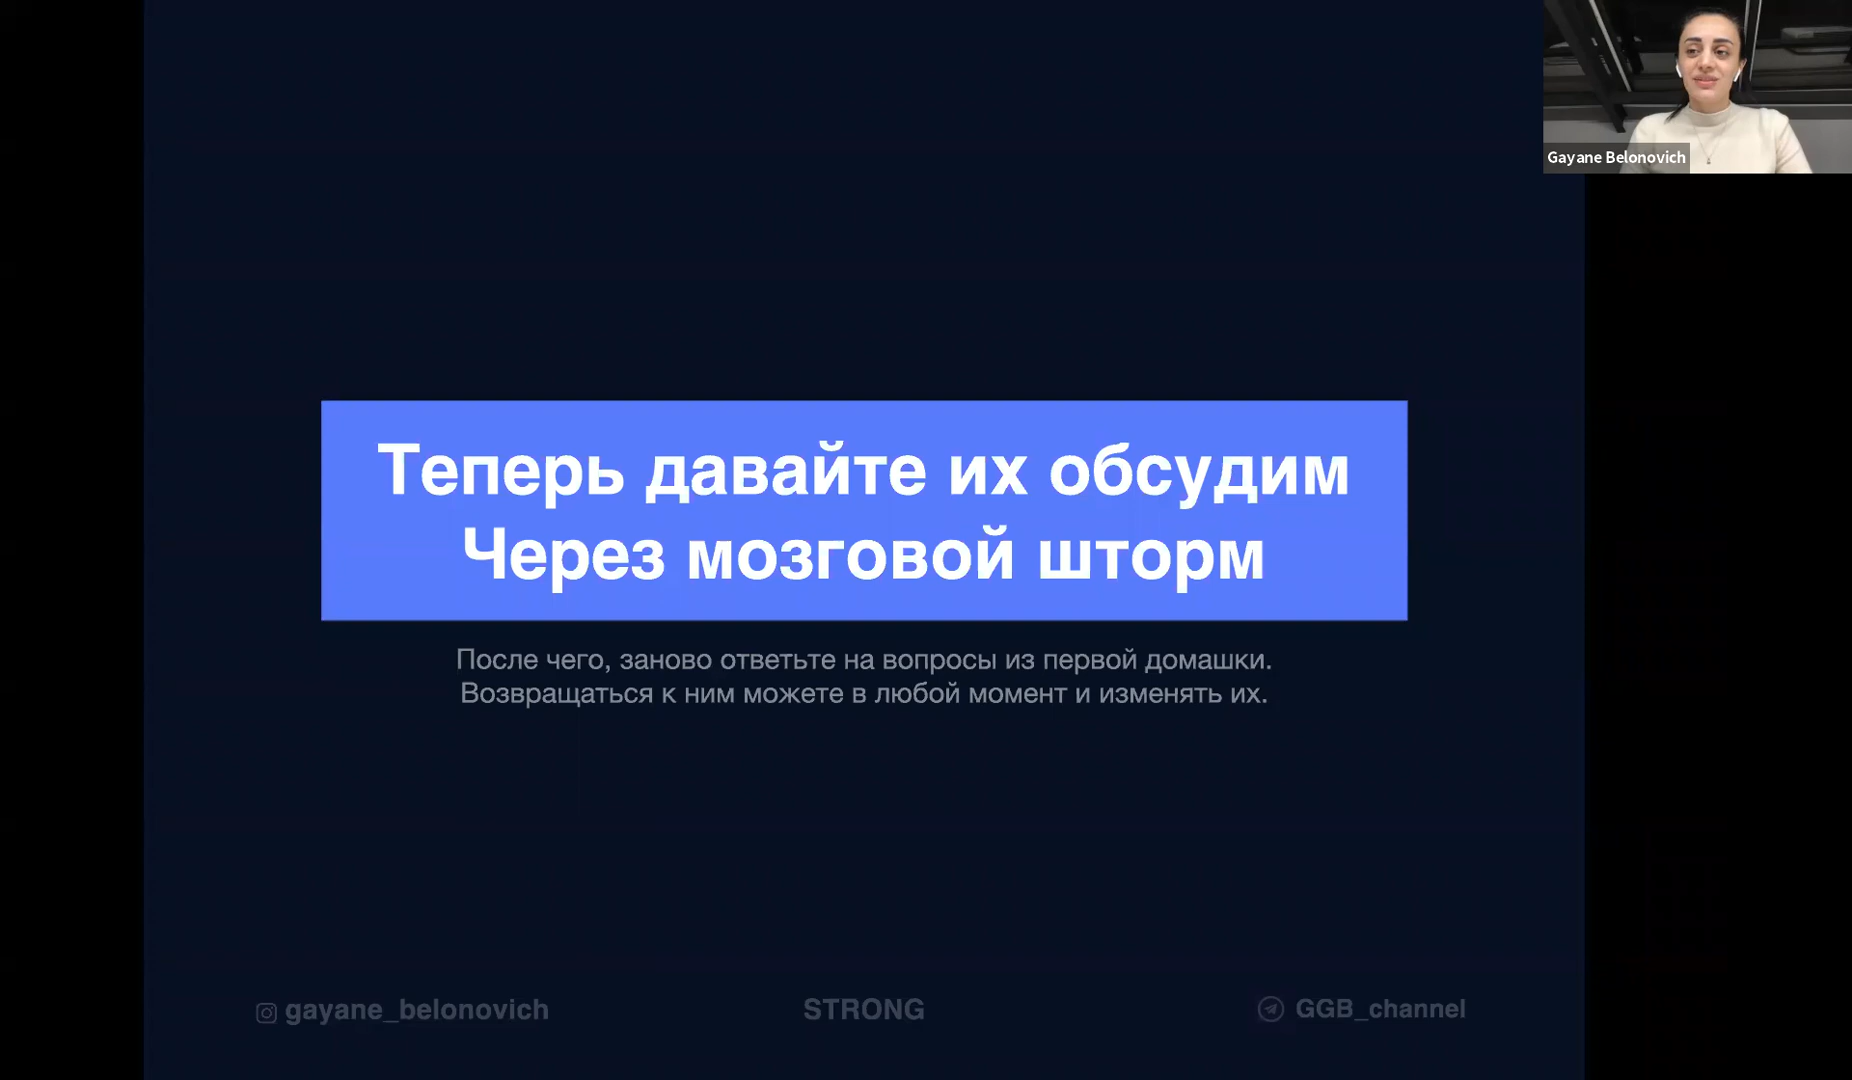 Gayane Belonovich
Теперь давайте их обсудим
Через мозговой шторм
После чего, заново ответьте на вопросы из первой домашки.
Возвращаться к ним можете в любой момент и изменять их.
gayane_belonovich
STRONG
GGB_channel